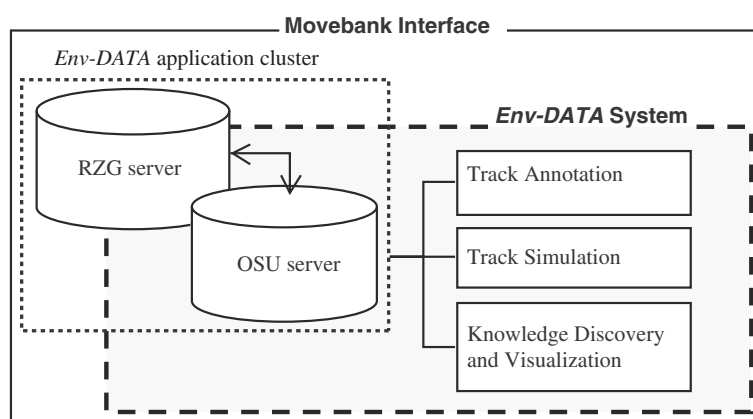 Movebank Interface
Env-DATA application cluster
Env-DATA System
RZG server
OSU server
Track Annotation
Track Simulation
Knowledge Discovery
and Visualization